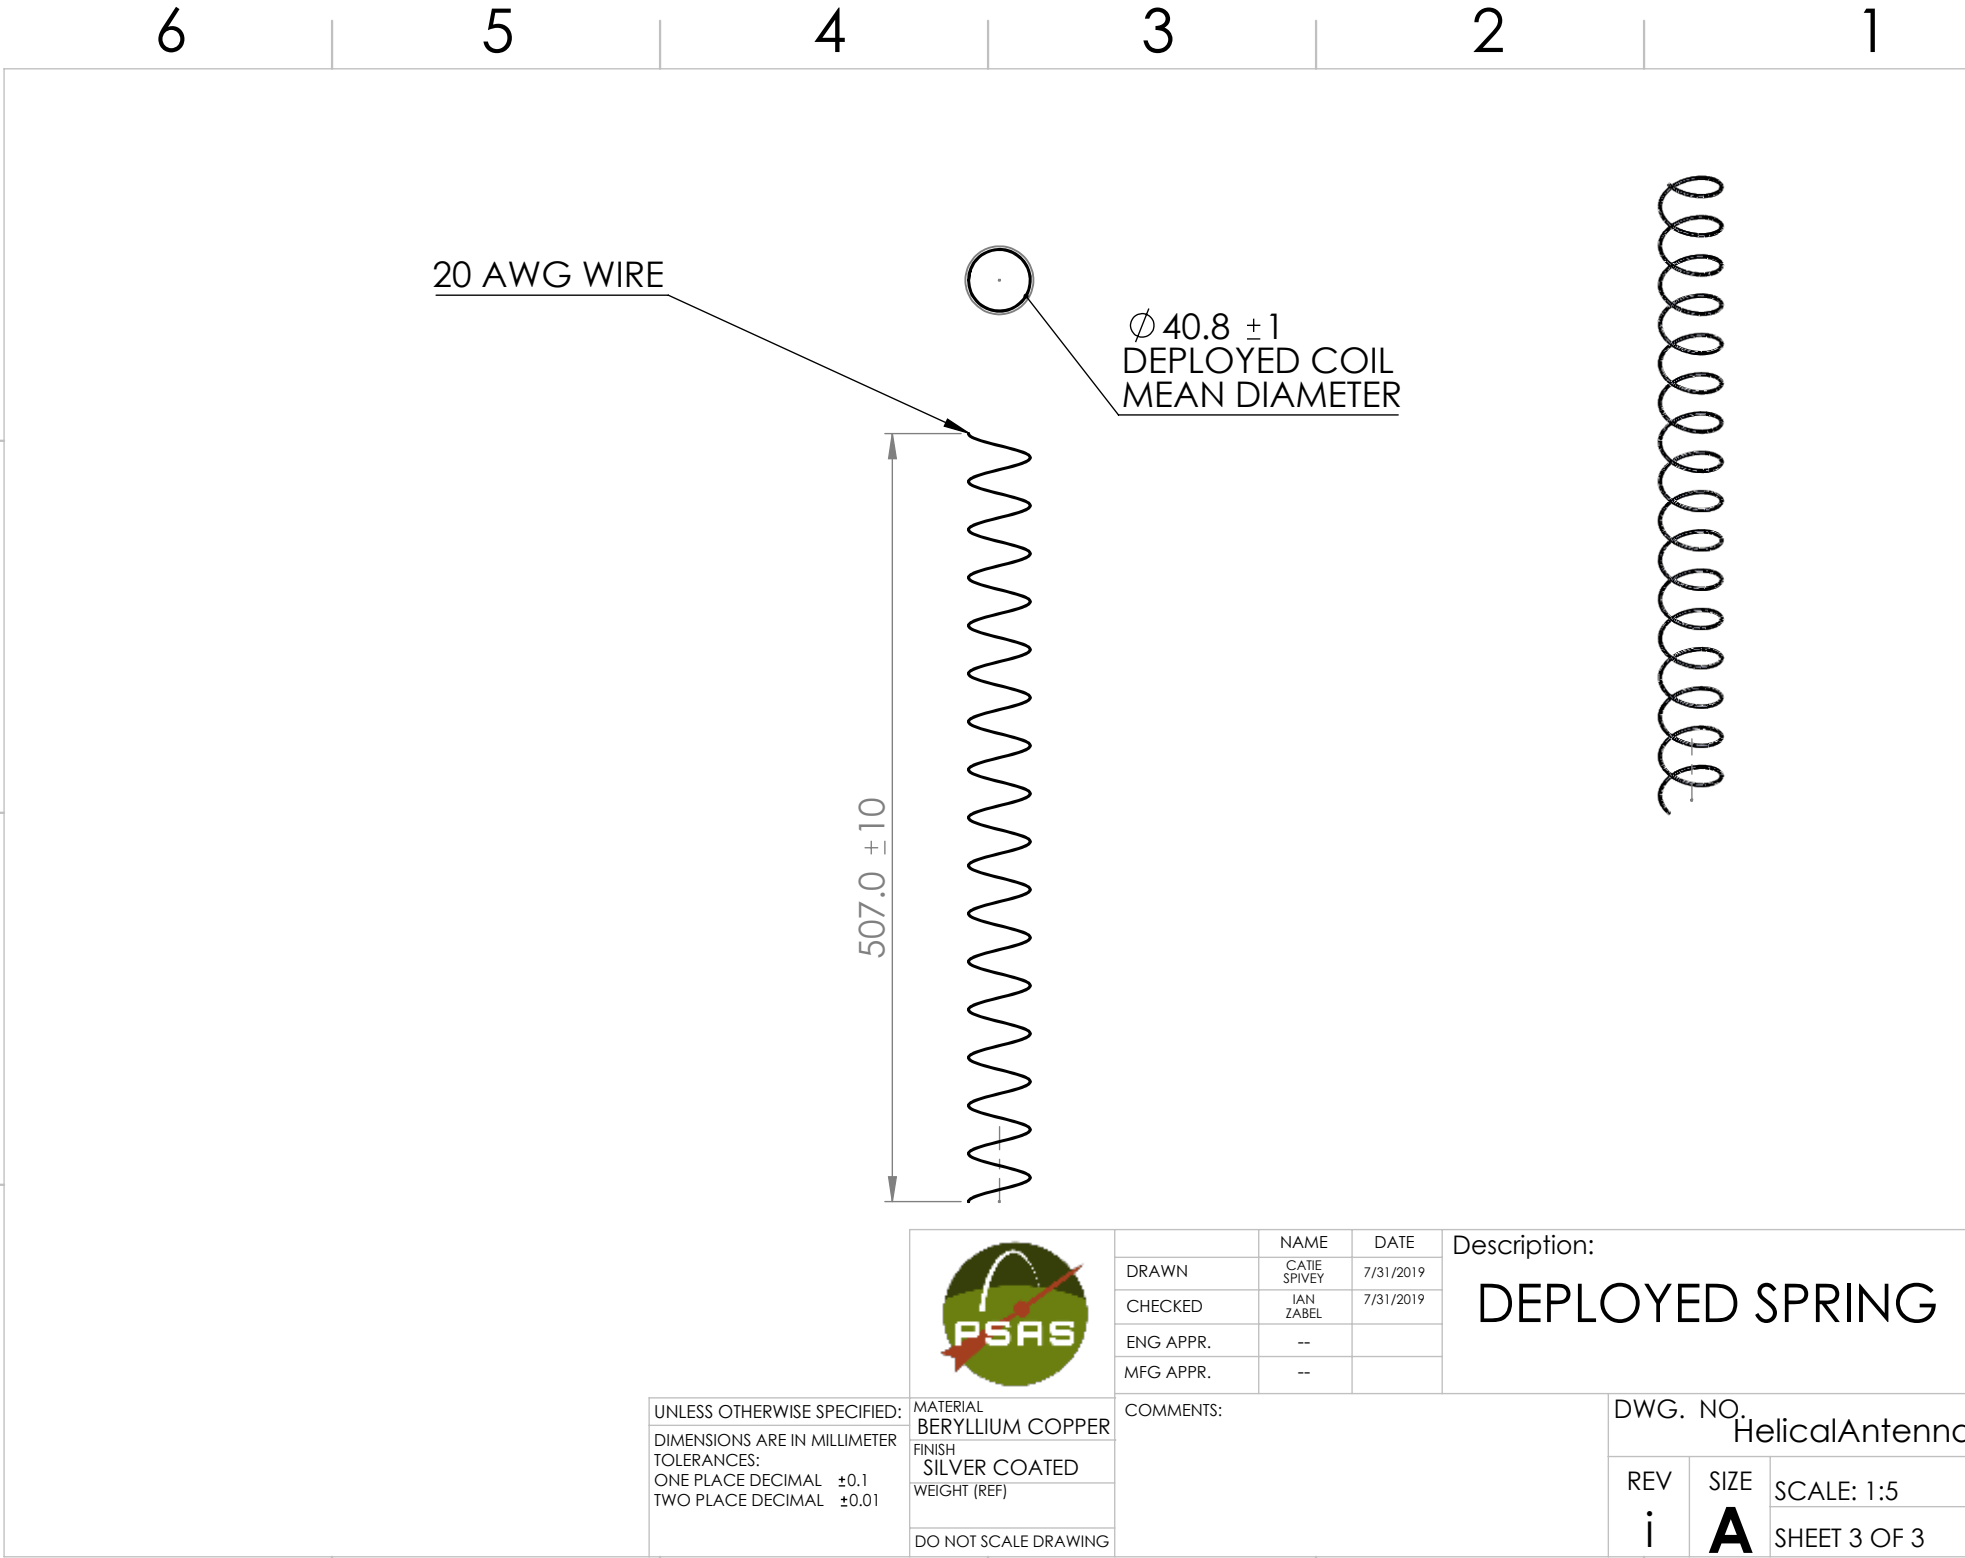 6 5 4 3 2 1
20 AWG WIRE
∅ 40.8 ±1
DEPLOYED COIL
MEAN DIAMETER
507.0 ±10
PSAS
NAME DATE
DRAWN CATIE SPIVEY 7/31/2019
CHECKED IAN ZABEL 7/31/2019
ENG APPR. --
MFG APPR. --
Description:
DEPLOYED SPRING
UNLESS OTHERWISE SPECIFIED:
DIMENSIONS ARE IN MILLIMETER
TOLERANCES:
ONE PLACE DECIMAL ±0.1
TWO PLACE DECIMAL ±0.01
MATERIAL
BERYLLIUM COPPER
FINISH
SILVER COATED
WEIGHT (REF)
DO NOT SCALE DRAWING
COMMENTS:
DWG. NO.
HelicalAntenna
REV
i
SIZE
A
SCALE: 1:5
SHEET 3 OF 3